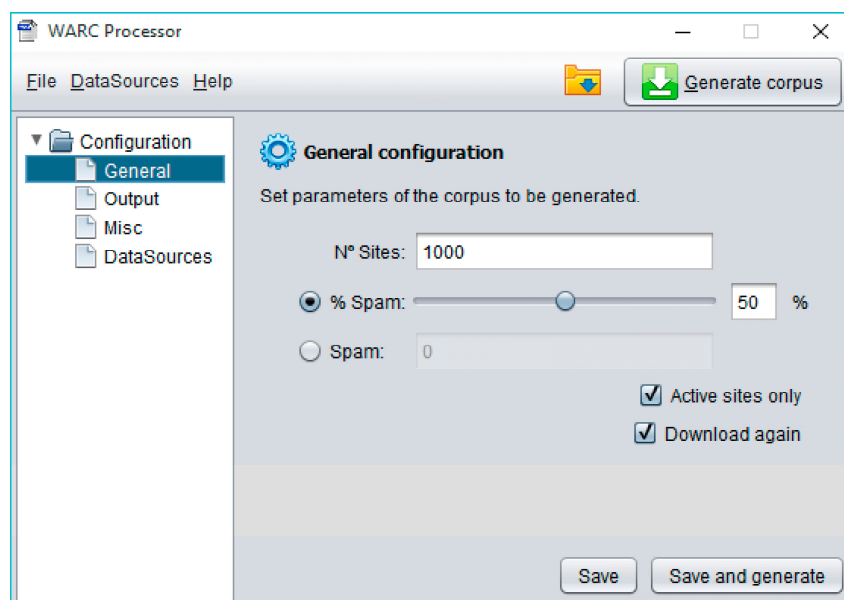 WARC Processor
File DataSources Help
Generate corpus
Configuration
General
Output
Misc
DataSources
General configuration
Set parameters of the corpus to be generated.
Nº Sites: 1000
% Spam: 50 %
Spam: 0
Active sites only
Download again
Save Save and generate